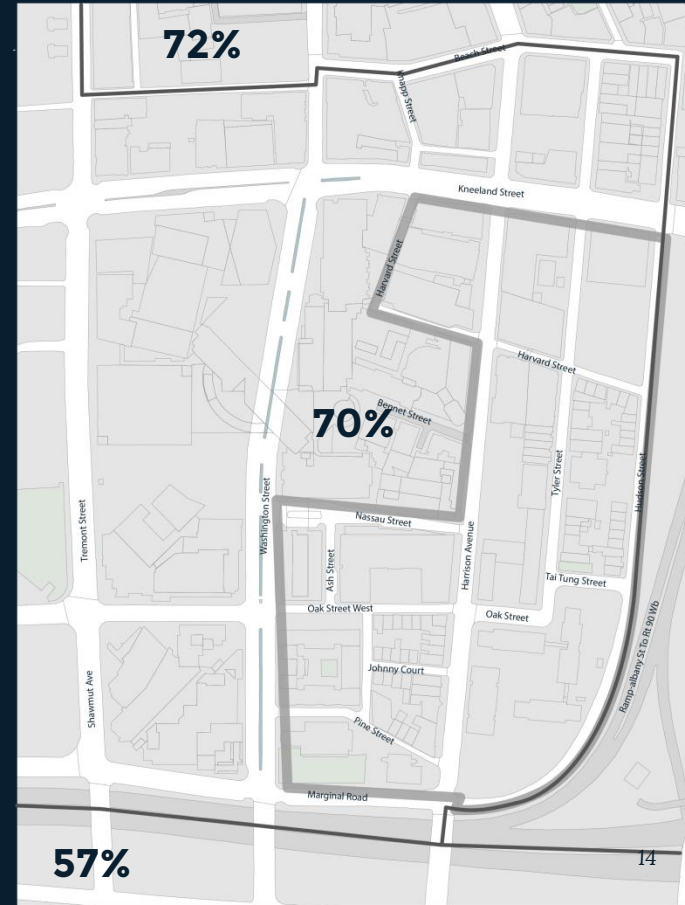 72%
Beach Street
Knapp Street
Kneeland Street
Harvard Street
Harvard Street
Bennet Street
70%
Hudson Street
Tyler Street
Washington Street
Nassau Street
Tremont Street
Ash Street
Harrison Avenue
Tai Tung Street
Oak Street West
Oak Street
Ramp-albany St To Rt 90 Wb
Johnny Court
Shawmut Ave
Pine Street
Marginal Road
57%
14